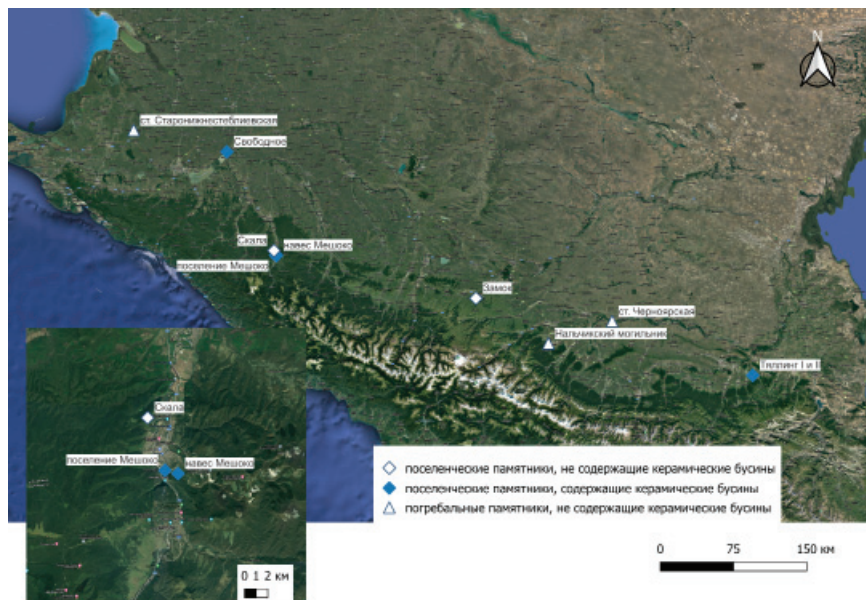 N
ст. Старонижнестеблиевская
Свободное
Скала
навес Мешоко
поселение Мешоко
Замок
ст. Черноярская
Нальчикский могильник
Гяллинг I и II
Скала
поселение Мешоко
навес Мешоко
поселенческие памятники, не содержащие керамические бусины
поселенческие памятники, содержащие керамические бусины
погребальные памятники, не содержащие керамические бусины
0 75 150 км
0 1 2 км